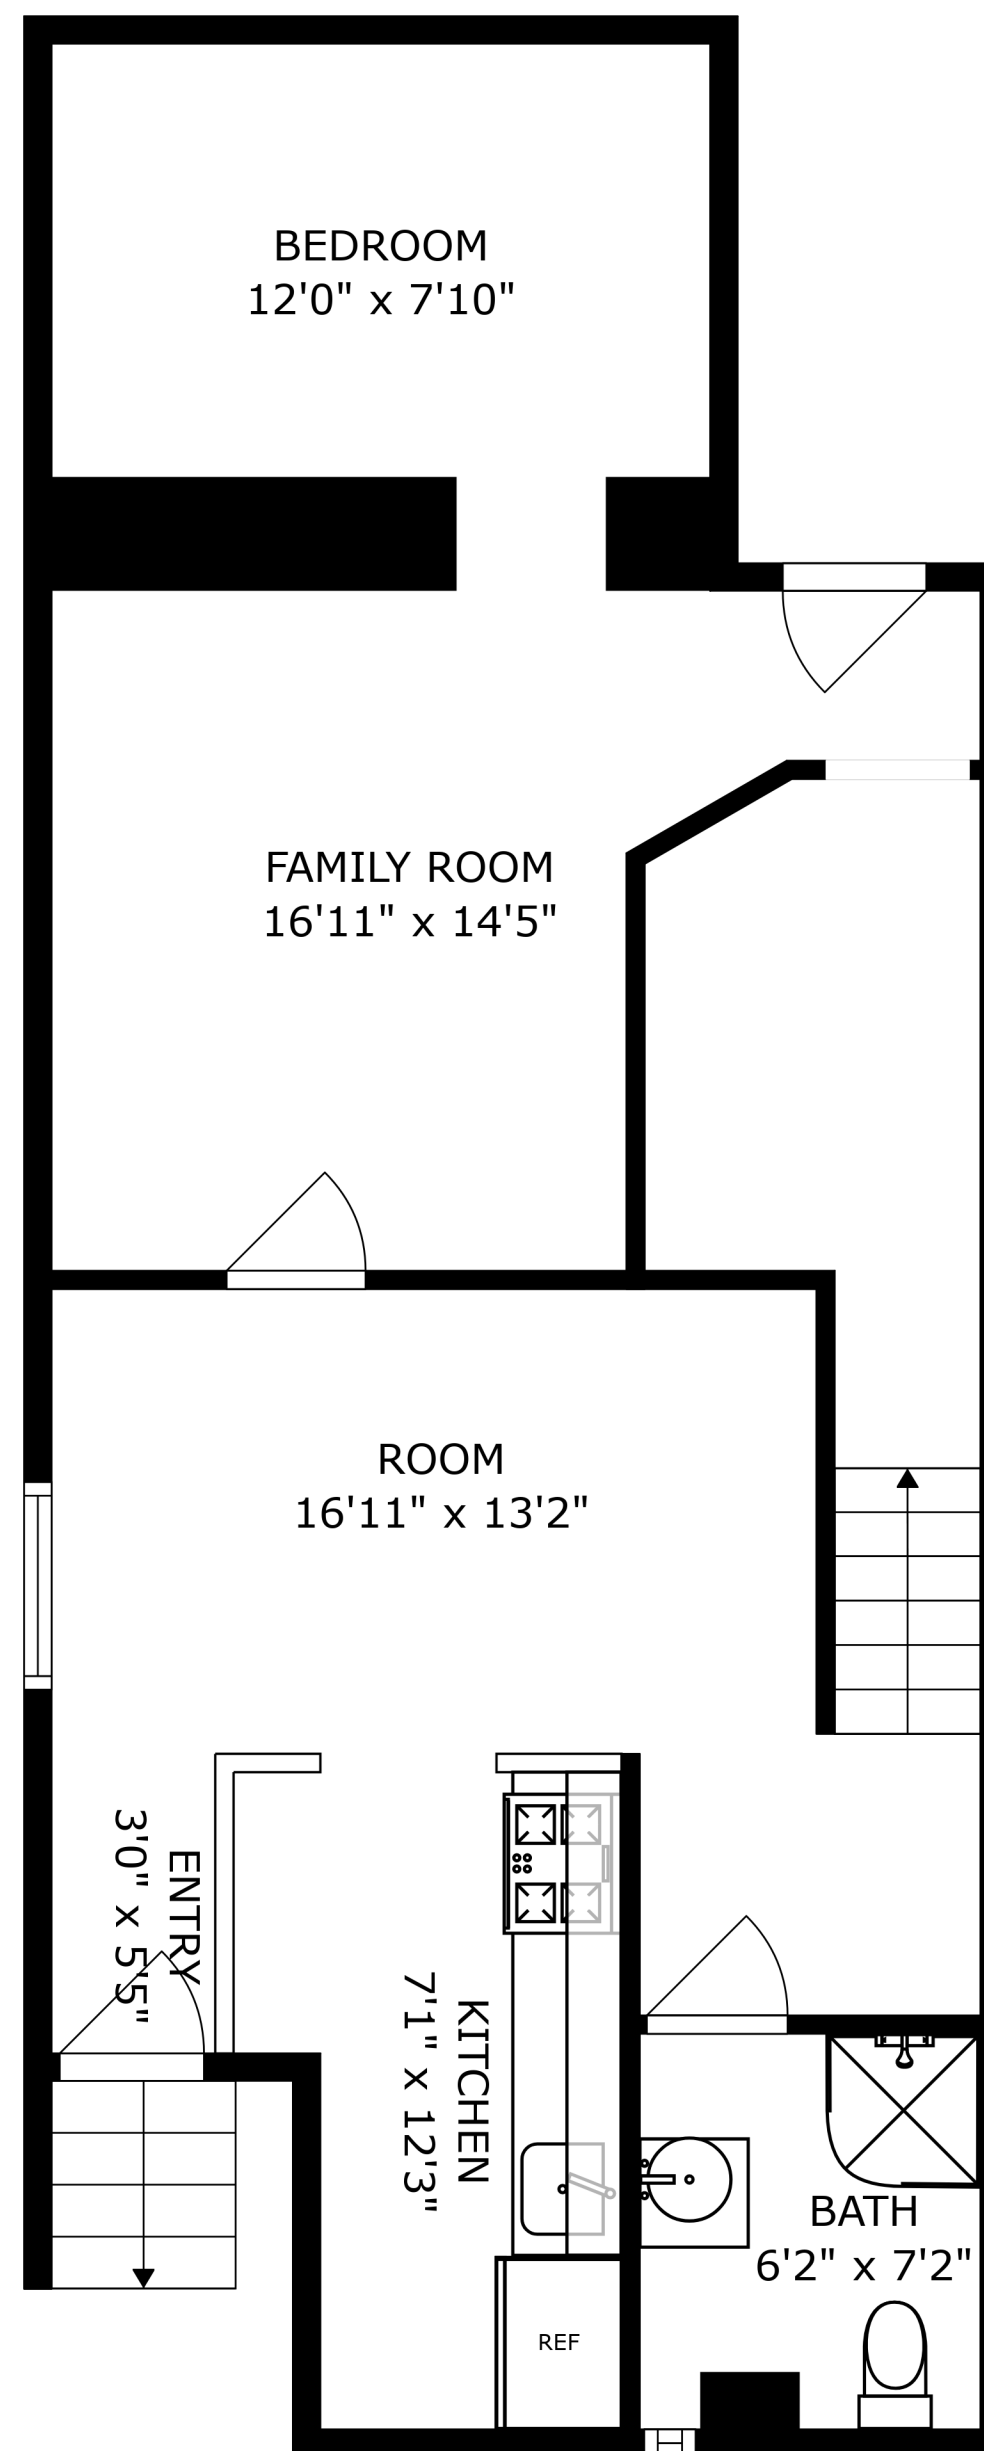 BEDROOM
12'0" x 7'10"
FAMILY ROOM
16'11" x 14'5"
ROOM
16'11" x 13'2"
ENTRY
3'0" x 5'5"
KITCHEN
7'1" x 12'3"
BATH
6'2" x 7'2"
REF